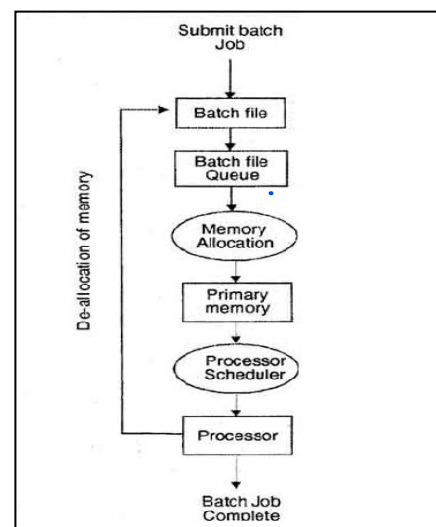 Submit batch
Job
Batch file
Batch file
Queue
Memory
Allocation
Primary
memory
Processor
Scheduler
Processor
Batch Job
Complete
De-allocation of memory